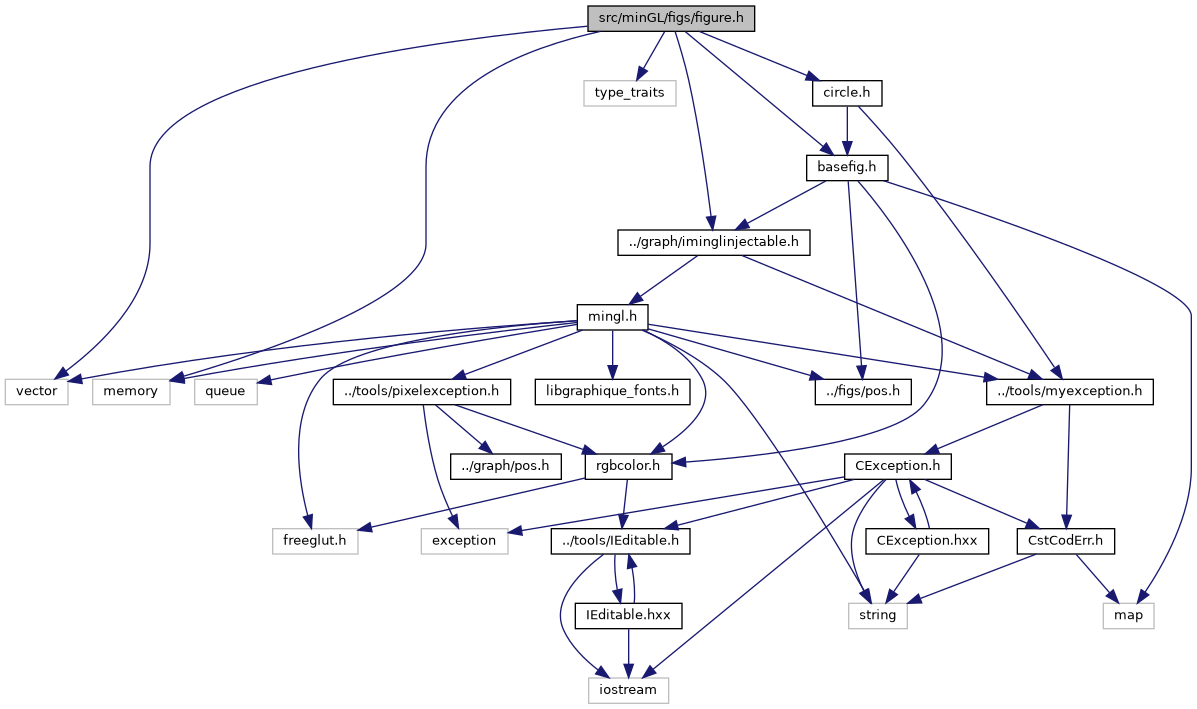 src/minGL/figs/figure.h
type_traits
circle.h
basefig.h
../graph/iminglinjectable.h
mingl.h
vector
memory
queue
../tools/pixelexception.h
libgraphique_fonts.h
../figs/pos.h
../tools/myexception.h
../graph/pos.h
rgbcolor.h
CException.h
freeglut.h
exception
../tools/IEditable.h
CException.hxx
CstCodErr.h
IEditable.hxx
string
map
iostream